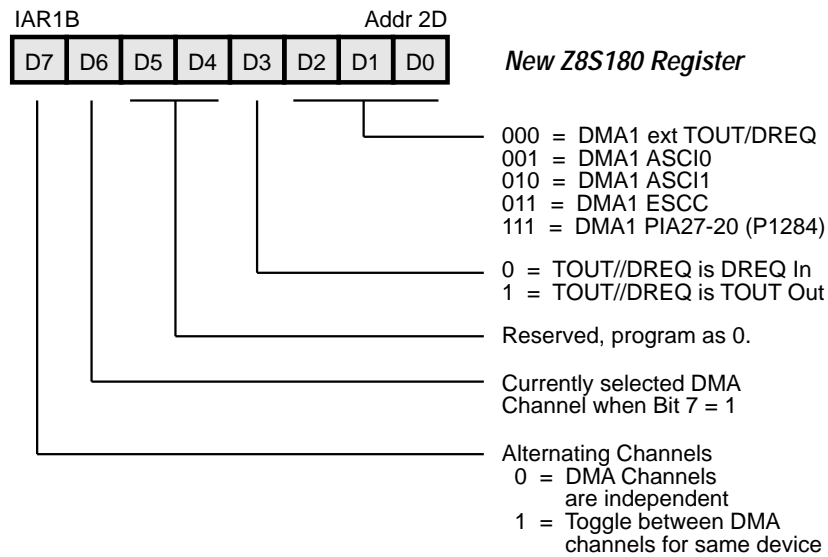 IAR1B Addr 2D
D7 D6 D5 D4 D3 D2 D1 D0 New Z8S180 Register
000 = DMA1 ext TOUT/DREQ
001 = DMA1 ASCI0
010 = DMA1 ASCI1
011 = DMA1 ESCC
111 = DMA1 PIA27-20 (P1284)
0 = TOUT//DREQ is DREQ In
1 = TOUT//DREQ is TOUT Out
Reserved, program as 0.
Currently selected DMA
Channel when Bit 7 = 1
Alternating Channels
0 = DMA Channels
are independent
1 = Toggle between DMA
channels for same device